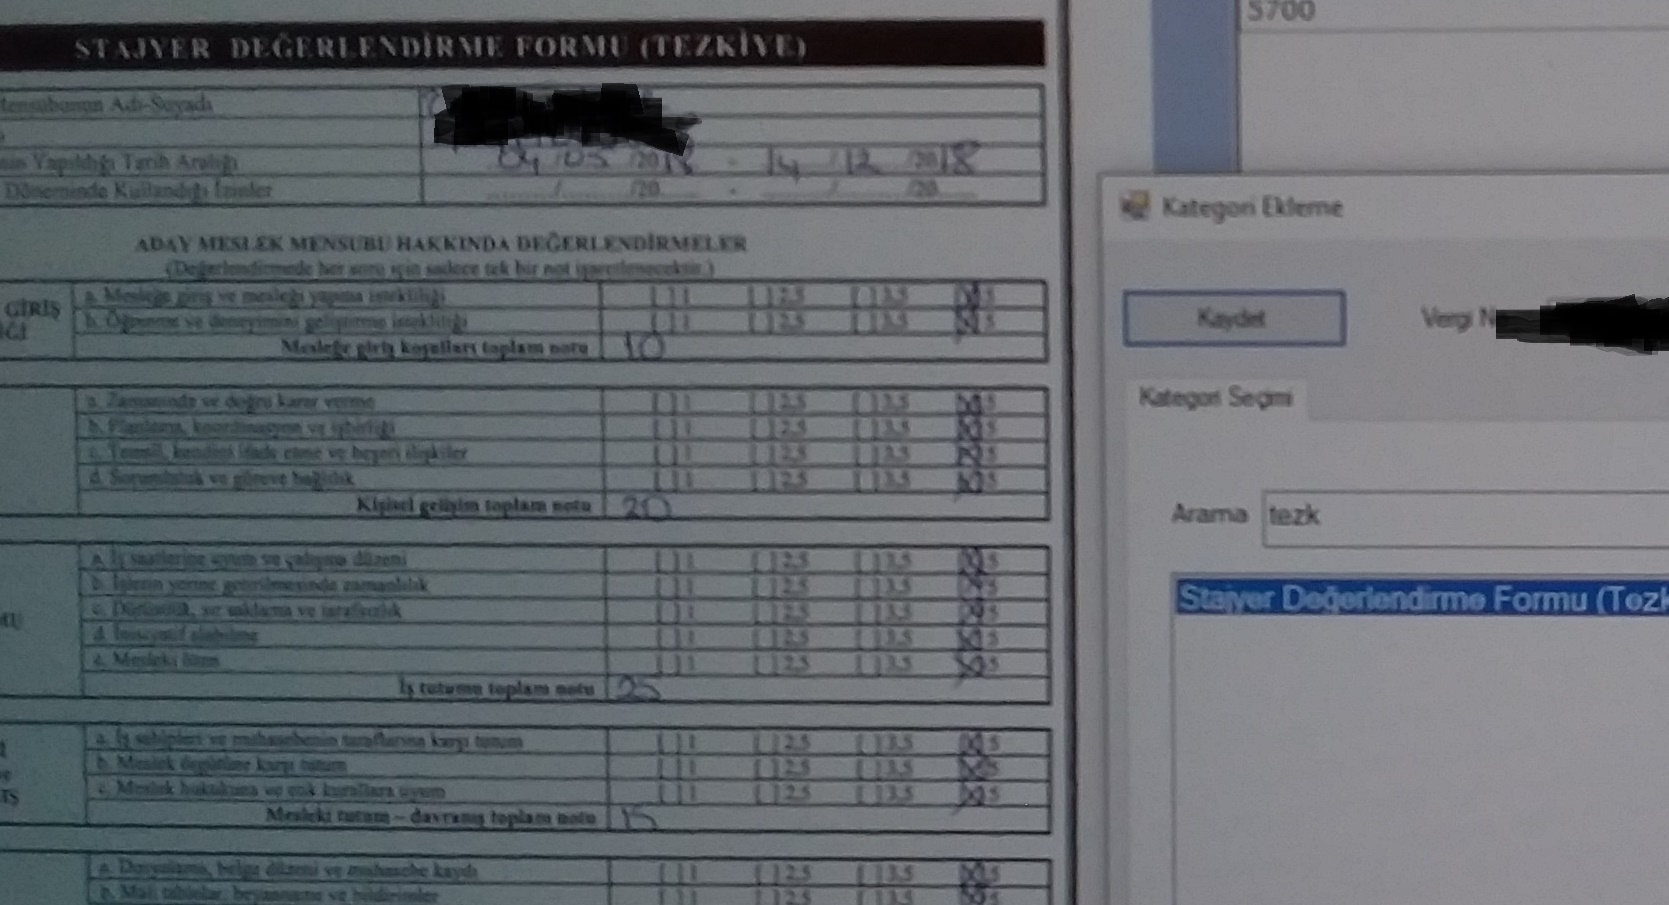 STAJYER DEĞERLENDİRME FORMU (TEZKİYE)
Mensubunun Adı-Soyadı
Yapıldığı Tarih Aralığı 04/05/2018 - 14/12/2018
Döneminde Kullandığı İzinler ..../..../20.... - ..../..../20....
ADAY MESLEK MENSUBU HAKKINDA DEĞERLENDİRMELER
(Değerlendirmede her soru için sadece tek bir not işaretlenecektir.)
GİRİŞ
a. Mesleğe giriş ve mesleği yapma istekliliği [ ] 1 [ ] 2.5 [ ] 3.5 [X] 5
b. Öğrenme ve deneyimini geliştirme istekliliği [ ] 1 [ ] 2.5 [ ] 3.5 [X] 5
Mesleğe giriş koşulları toplam notu 10
a. Zamanında ve doğru karar verme [ ] 1 [ ] 2.5 [ ] 3.5 [X] 5
b. Planlama, koordinasyon ve işbirliği [ ] 1 [ ] 2.5 [ ] 3.5 [X] 5
c. Temsil, kendini ifade etme ve beşeri ilişkiler [ ] 1 [ ] 2.5 [ ] 3.5 [X] 5
d. Sorumluluk ve göreve bağlılık [ ] 1 [ ] 2.5 [ ] 3.5 [X] 5
Kişisel gelişim toplam notu 20
a. İş saatlerine uyum ve çalışma düzeni [ ] 1 [ ] 2.5 [ ] 3.5 [X] 5
b. İşlerin yerine getirilmesinde zamanlılık [ ] 1 [ ] 2.5 [ ] 3.5 [X] 5
c. Dürüstlük, sır saklama ve tarafsızlık [ ] 1 [ ] 2.5 [ ] 3.5 [X] 5
d. İnisiyatif alabilme [ ] 1 [ ] 2.5 [ ] 3.5 [X] 5
e. Mesleki özen [ ] 1 [ ] 2.5 [ ] 3.5 [X] 5
İş tutumu toplam notu 25
a. İş sahipleri ve muhasebenin taraflarına karşı tutum [ ] 1 [ ] 2.5 [ ] 3.5 [X] 5
b. Meslek örgütüne karşı tutum [ ] 1 [ ] 2.5 [ ] 3.5 [X] 5
c. Meslek hukukuna ve etik kurallara uyum [ ] 1 [ ] 2.5 [ ] 3.5 [X] 5
Mesleki tutum – davranış toplam notu 15
a. Dosyalama, belge düzeni ve muhasebe kaydı [ ] 1 [ ] 2.5 [ ] 3.5 [X] 5
b. Mali tablolar, beyanname ve bildirimler [ ] 1 [ ] 2.5 [ ] 3.5 [X] 5
5700
Kategori Ekleme
Kaydet
Vergi N
Kategori Seçimi
Arama tezk
Stajyer Değerlendirme Formu (Tezk